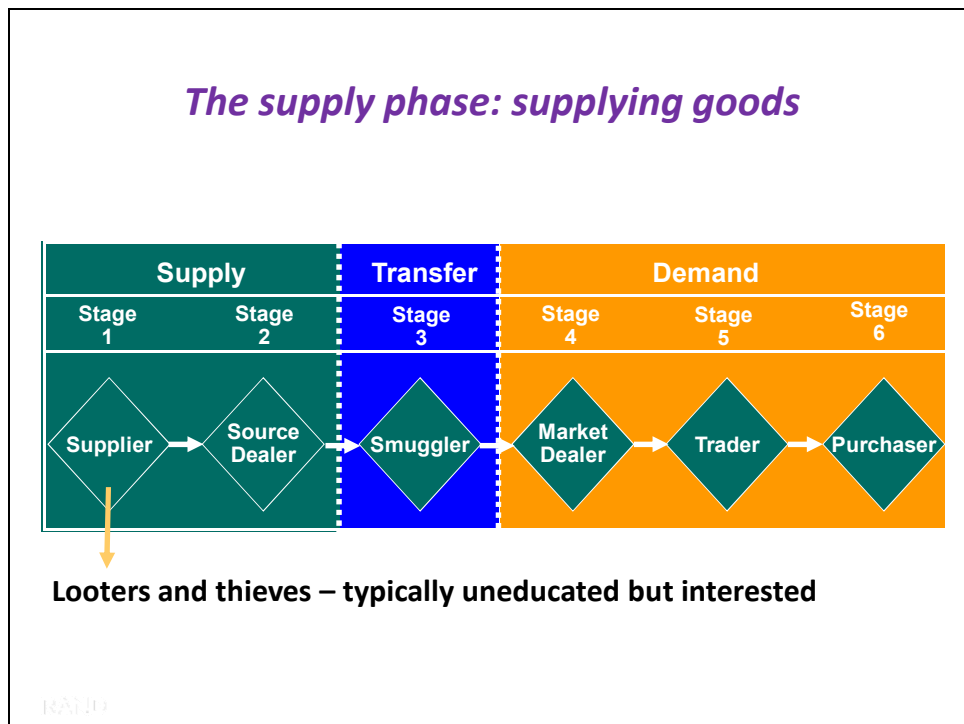 The supply phase: supplying goods
Supply
Transfer
Demand
Stage
1
Stage
2
Stage
3
Stage
4
Stage
5
Stage
6
Supplier
Source
Dealer
Smuggler
Market
Dealer
Trader
Purchaser
Looters and thieves – typically uneducated but interested
RAND